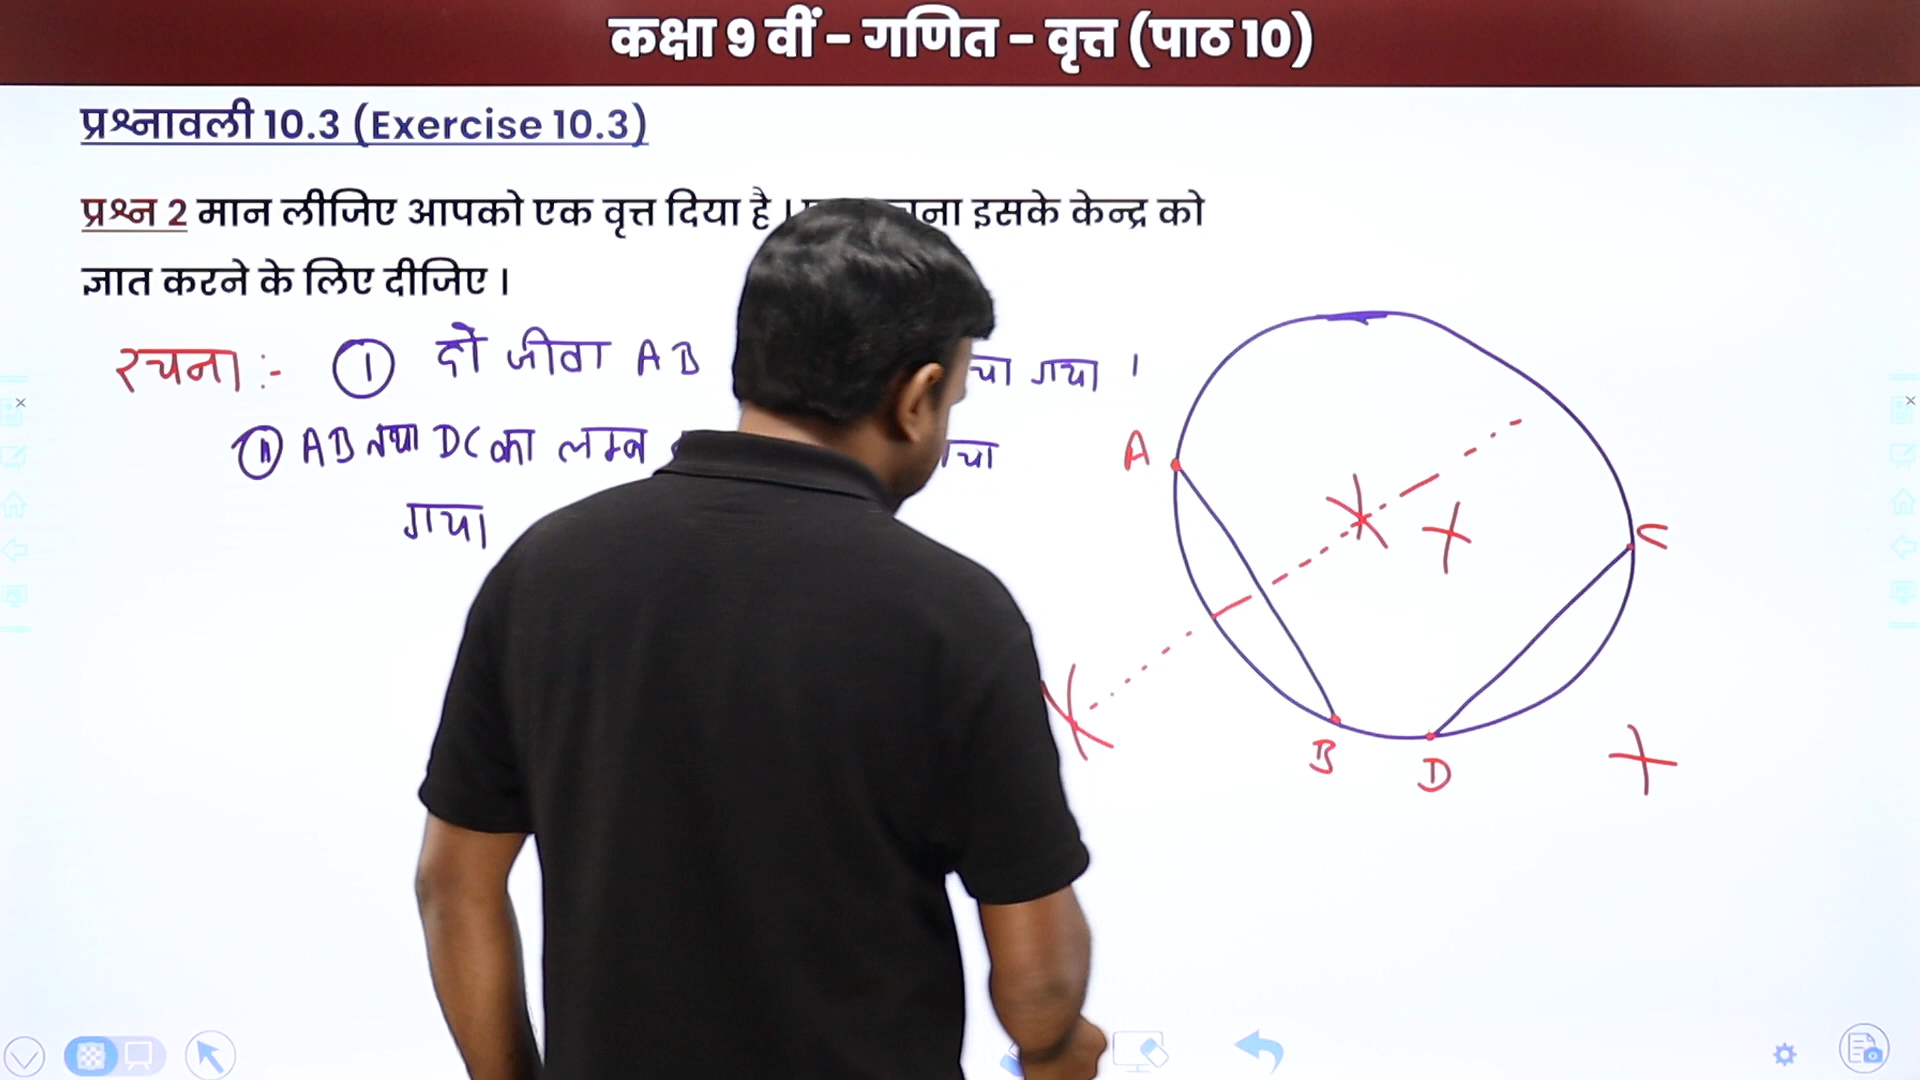 कक्षा 9 वीं - गणित - वृत्त (पाठ 10)
प्रश्नावली 10.3 (Exercise 10.3)
प्रश्न 2 मान लीजिए आपको एक वृत्त दिया है । इसके केन्द्र को
ज्ञात करने के लिए दीजिए ।
रचना :- ① दो जीवा AB गया ।
② AB तथा DC का लम्ब
गया
A
C
B
D